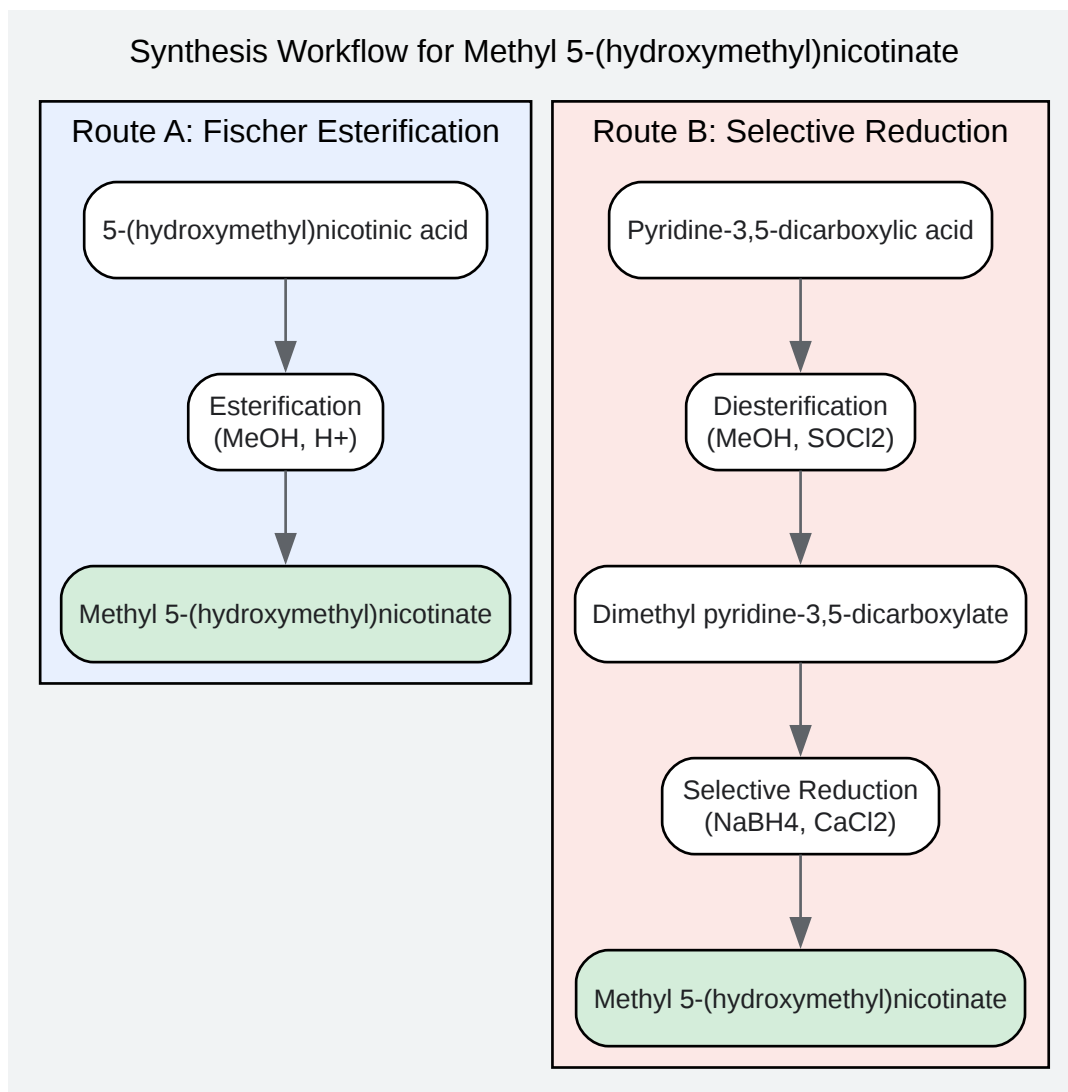 Synthesis Workflow for Methyl 5-(hydroxymethyl)nicotinate
Route A: Fischer Esterification
5-(hydroxymethyl)nicotinic acid
Esterification
(MeOH, H+)
Methyl 5-(hydroxymethyl)nicotinate
Route B: Selective Reduction
Pyridine-3,5-dicarboxylic acid
Diesterification
(MeOH, SOCl2)
Dimethyl pyridine-3,5-dicarboxylate
Selective Reduction
(NaBH4, CaCl2)
Methyl 5-(hydroxymethyl)nicotinate